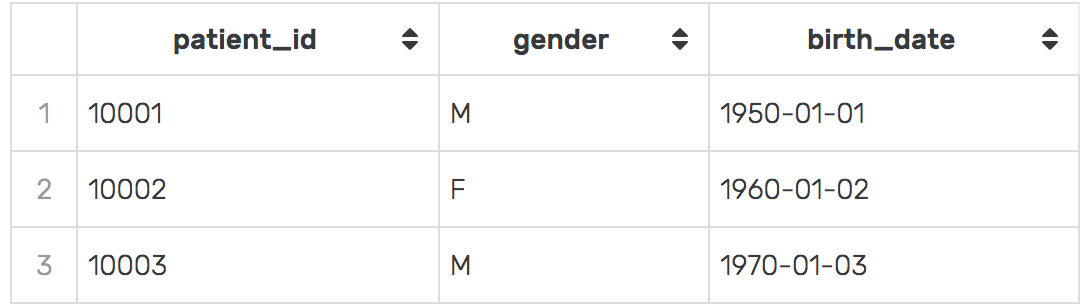 patient_id gender birth_date
1 10001 M 1950-01-01
2 10002 F 1960-01-02
3 10003 M 1970-01-03